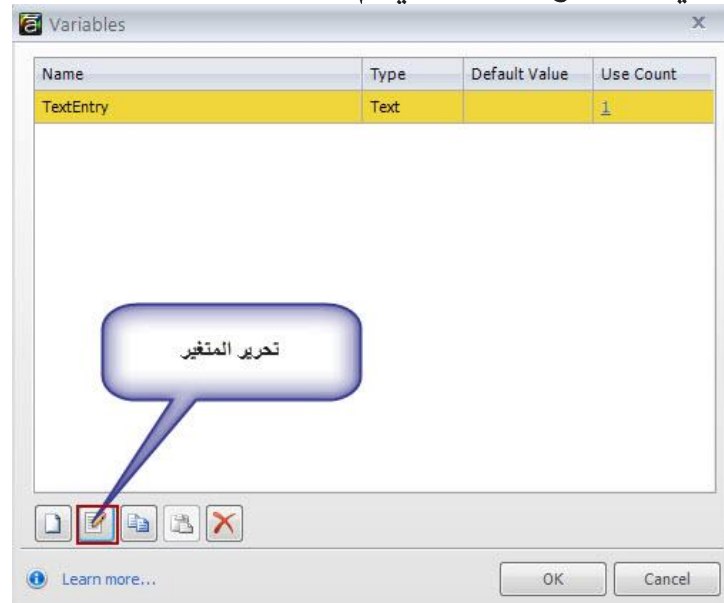 Variables
Name Type Default Value Use Count
TextEntry Text 1
تحرير المتغير
Learn more...
OK Cancel